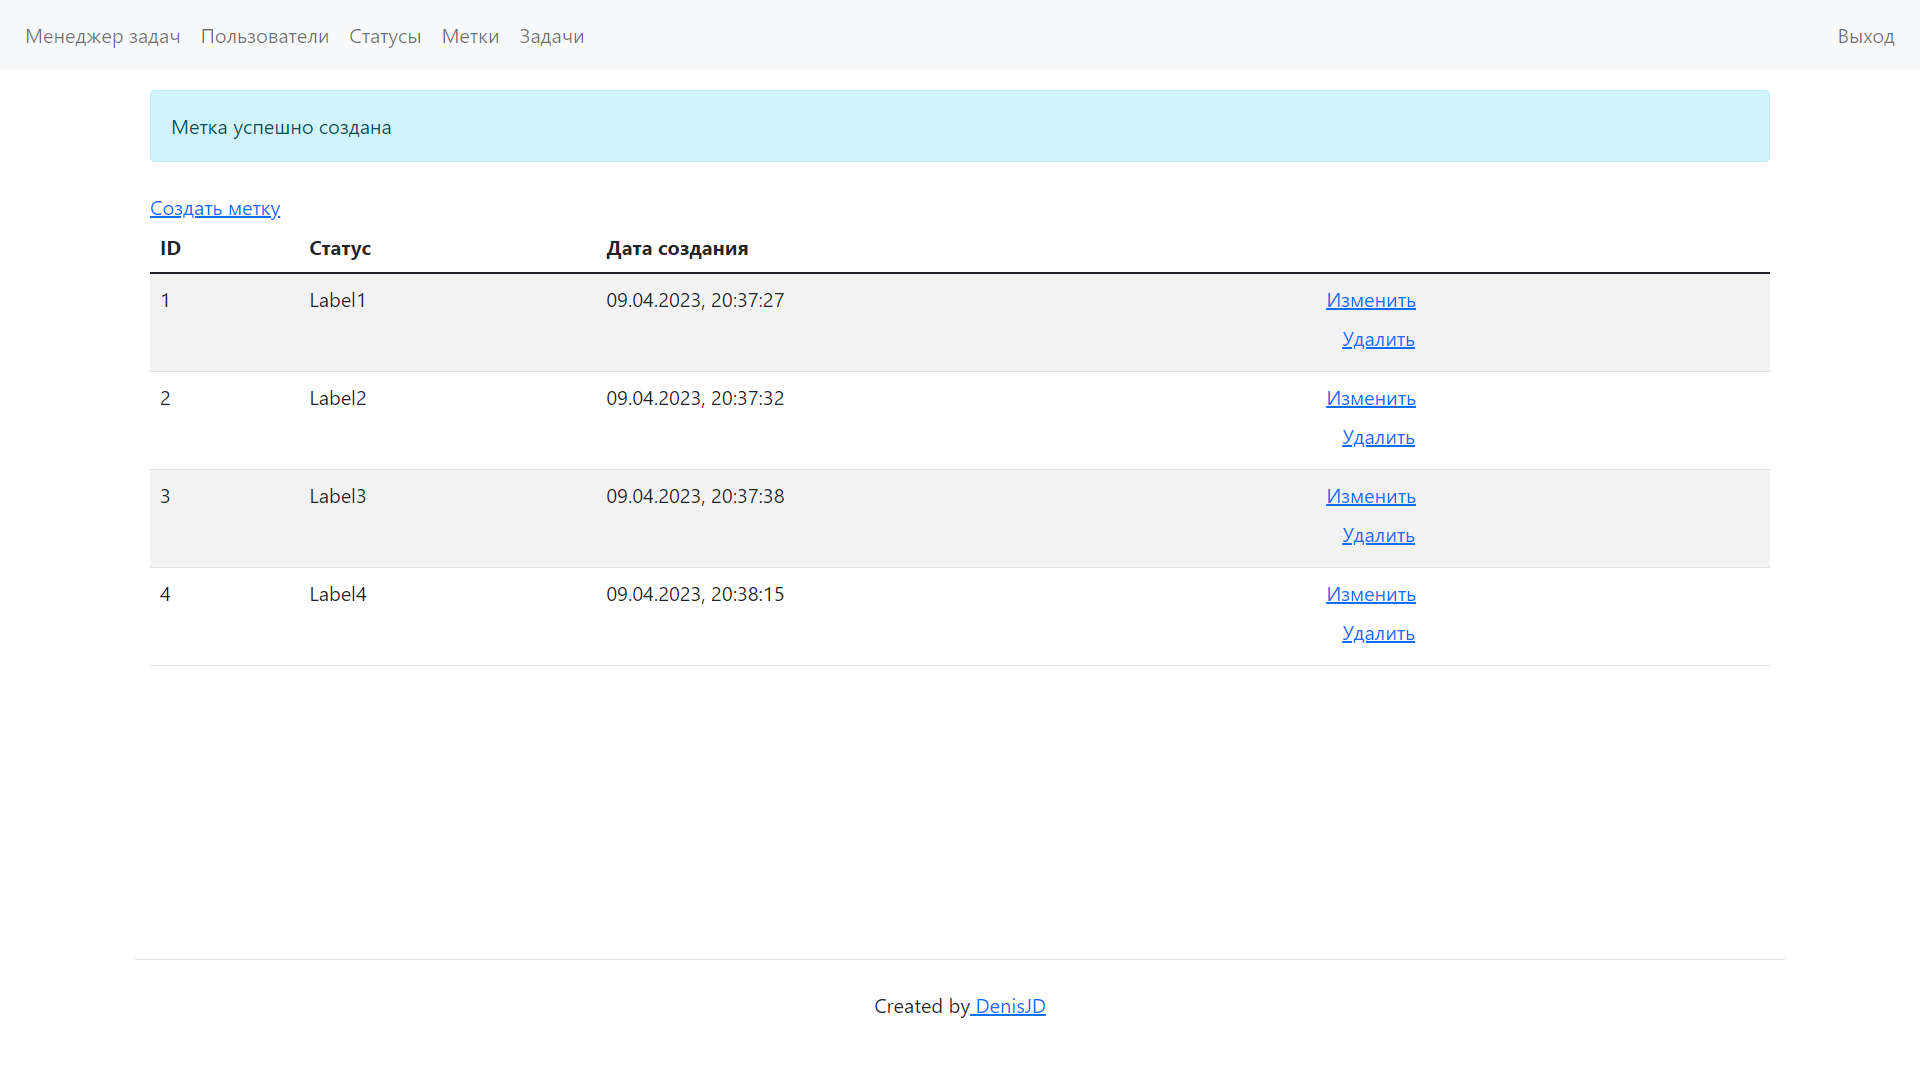 Менеджер задач Пользователи Статусы Метки Задачи Выход
Метка успешно создана
Создать метку
ID Статус Дата создания
1 Label1 09.04.2023, 20:37:27 Изменить
Удалить
2 Label2 09.04.2023, 20:37:32 Изменить
Удалить
3 Label3 09.04.2023, 20:37:38 Изменить
Удалить
4 Label4 09.04.2023, 20:38:15 Изменить
Удалить
Created by DenisJD